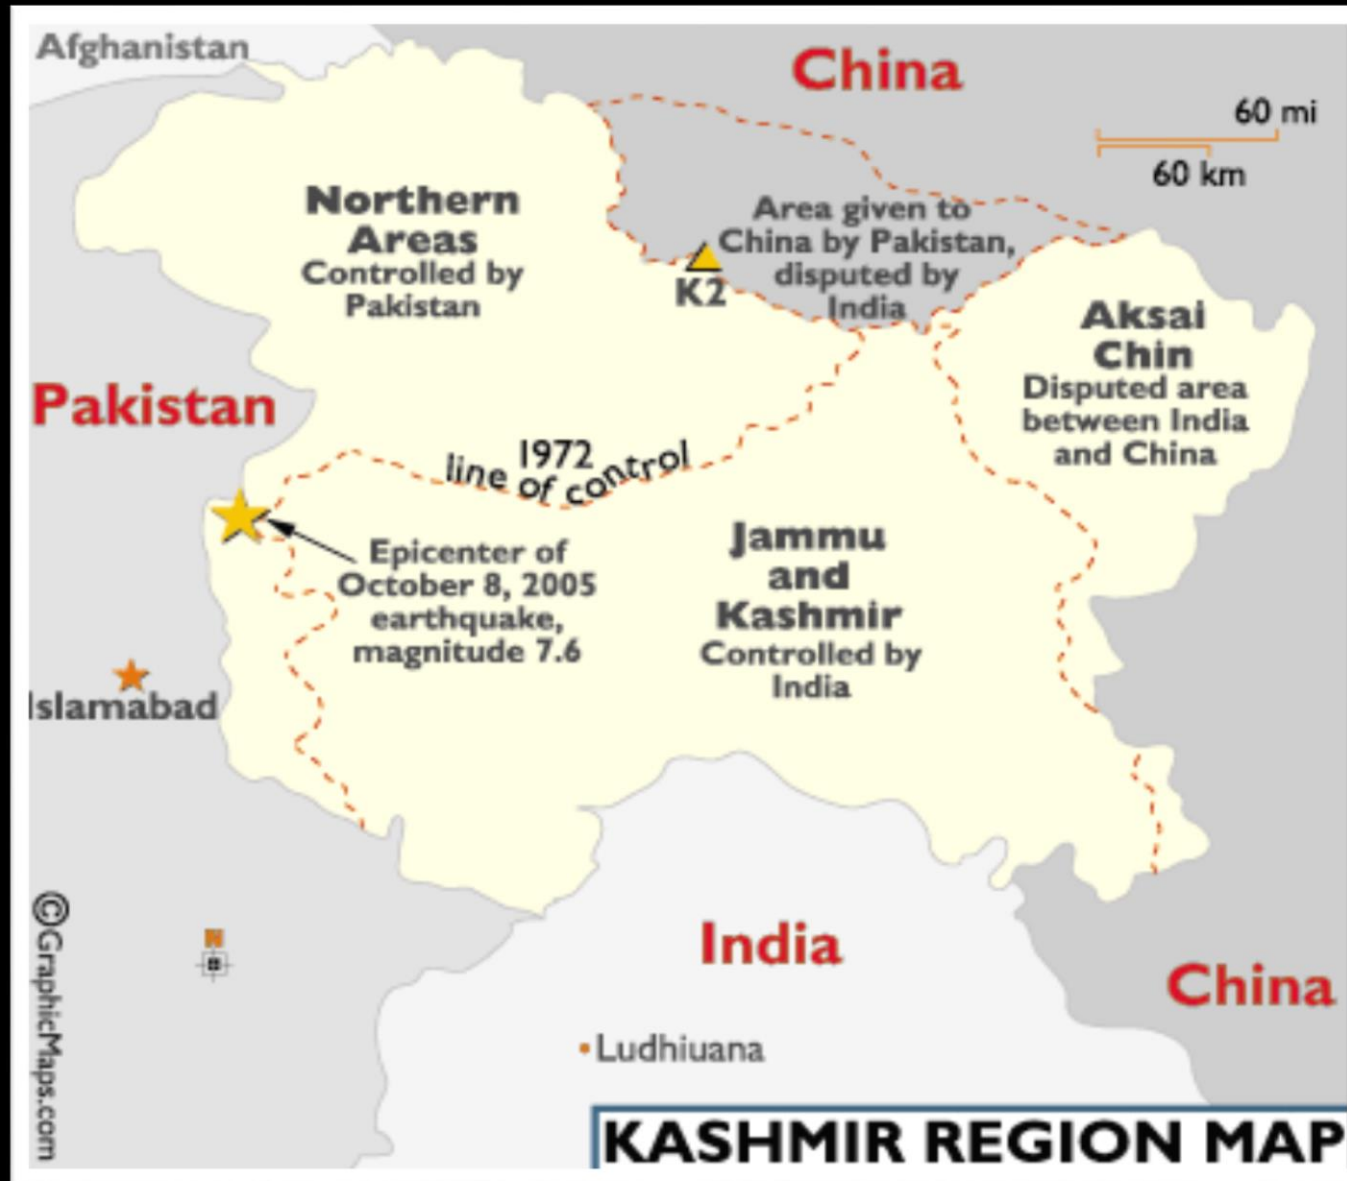 Afghanistan
China
60 mi
60 km
Northern
Areas
Controlled by
Pakistan
Area given to
China by Pakistan,
disputed by
India
K2
Aksai
Chin
Disputed area
between India
and China
Pakistan
1972
line of control
Epicenter of
October 8, 2005
earthquake,
magnitude 7.6
Jammu
and
Kashmir
Controlled by
India
Islamabad
©GraphicMaps.com
N
India
China
Ludhiuana
KASHMIR REGION MAP